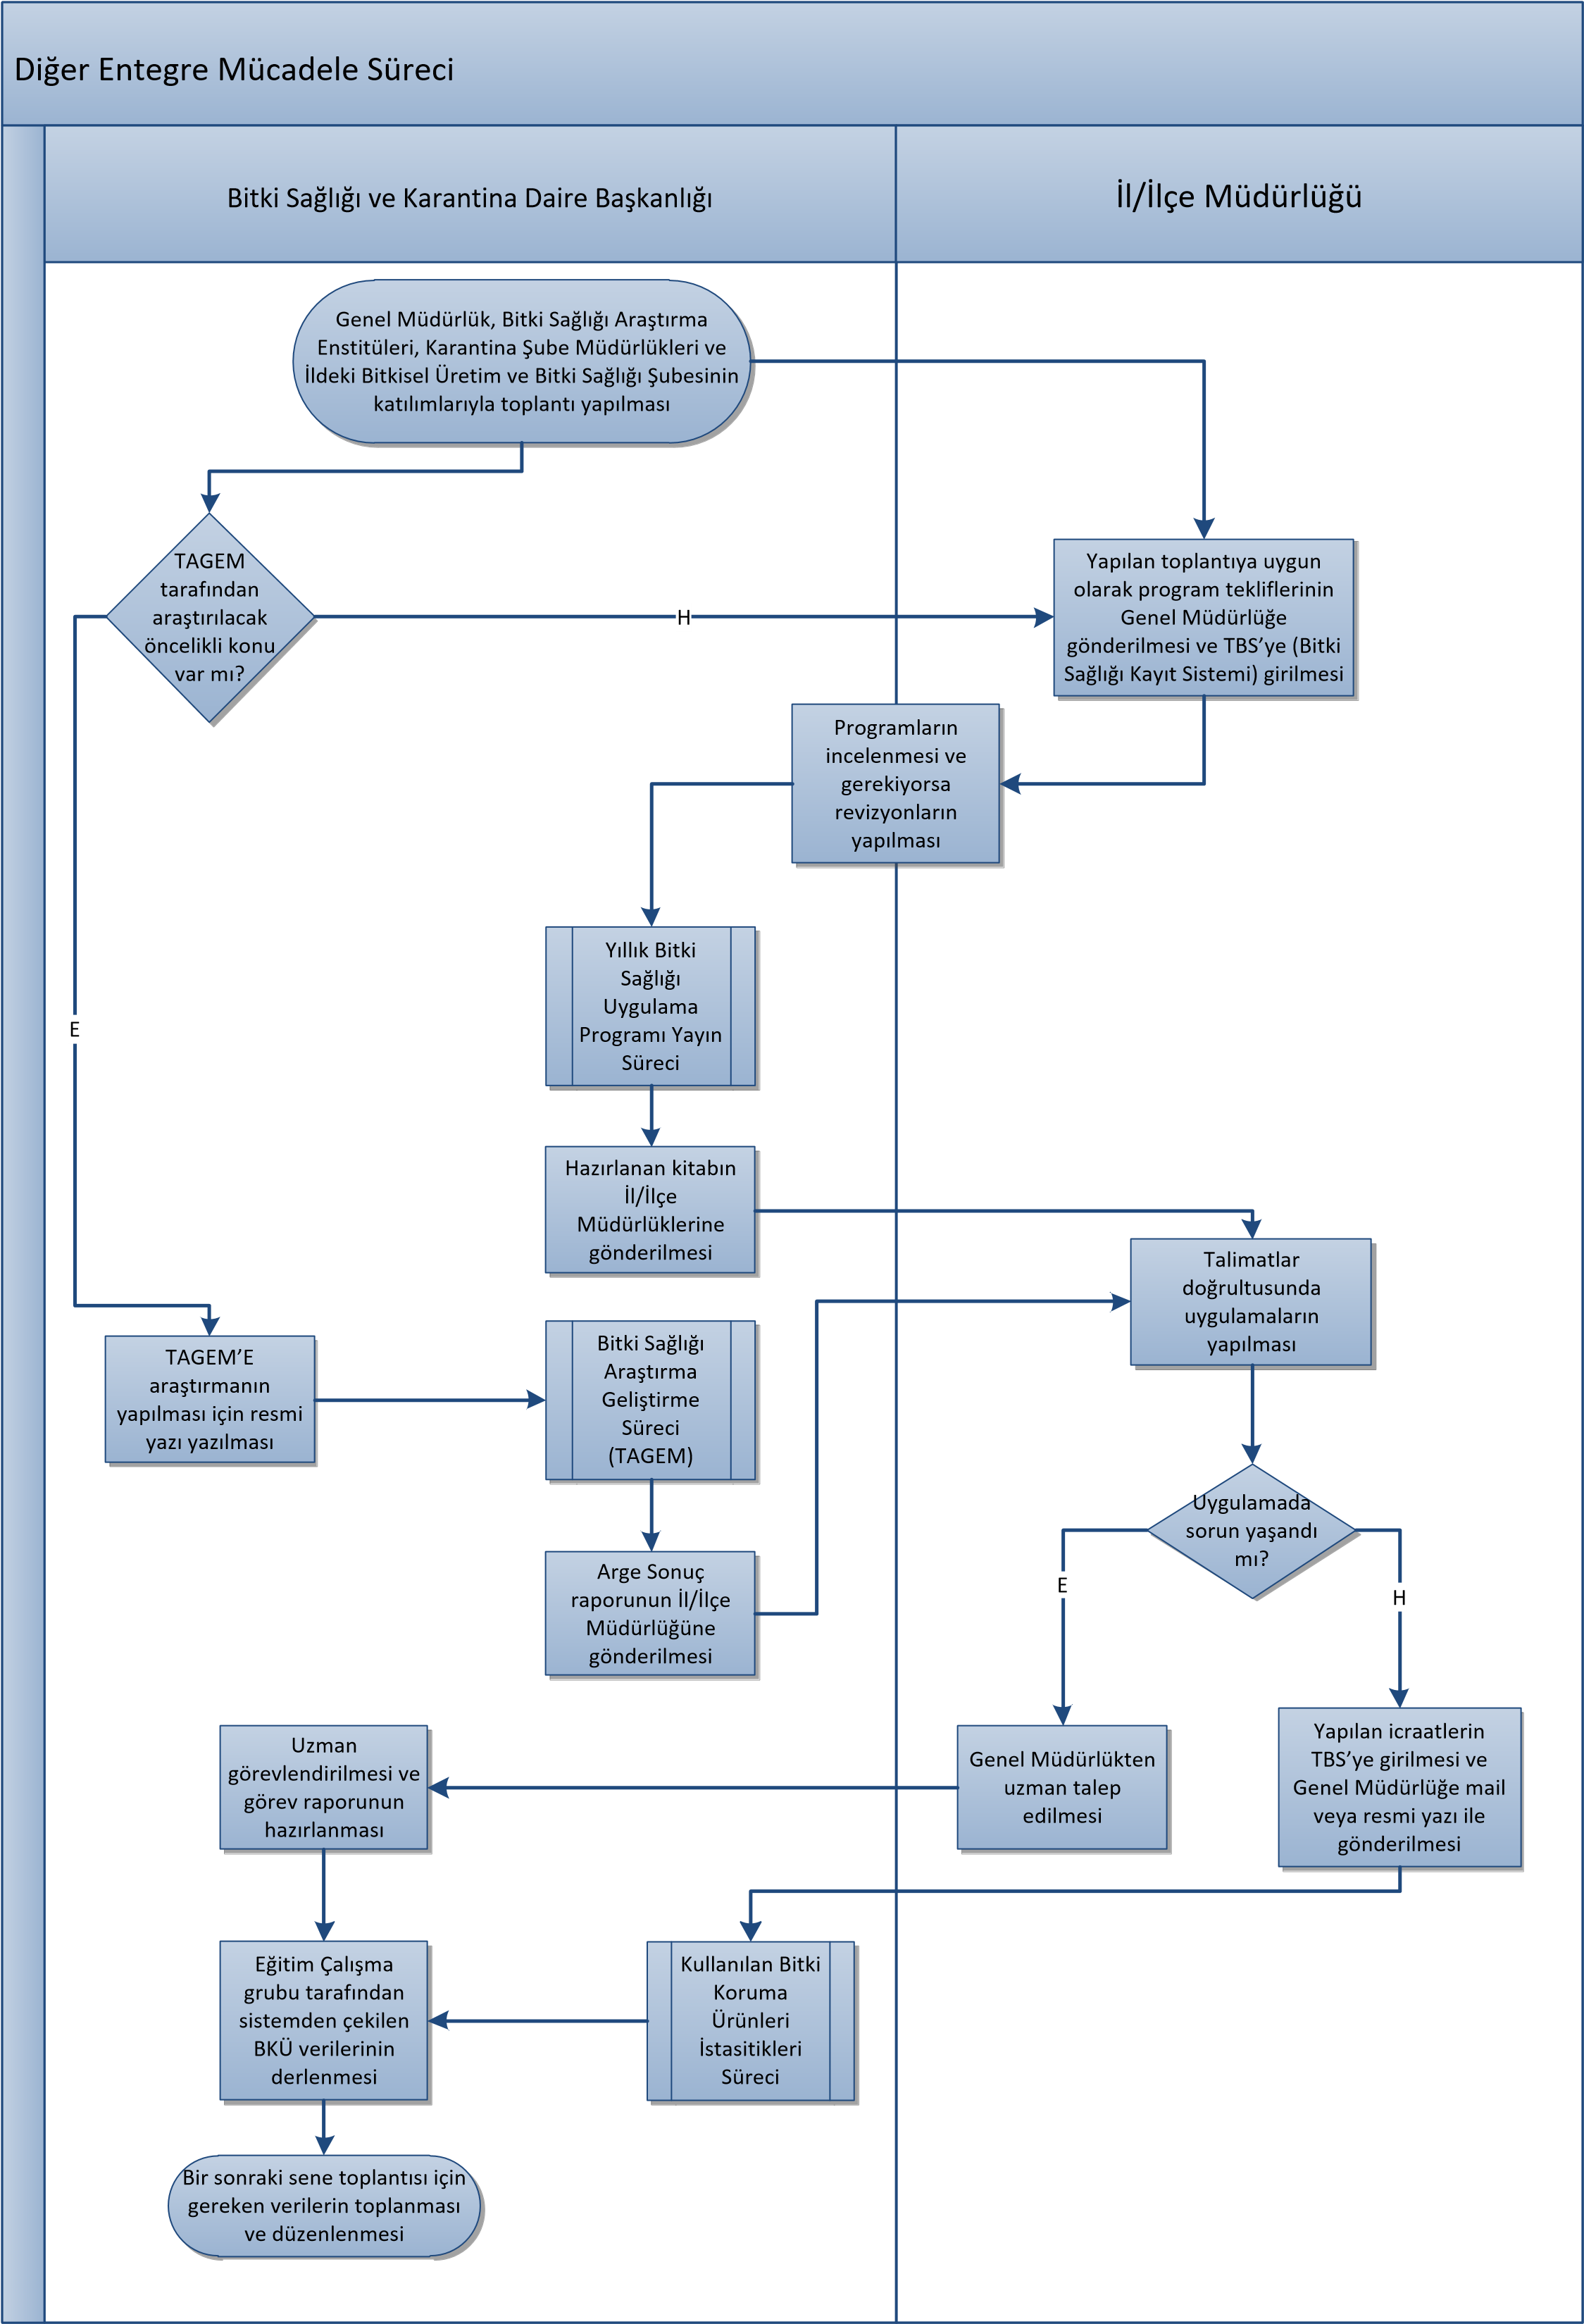 Diğer Entegre Mücadele Süreci
Bitki Sağlığı ve Karantina Daire Başkanlığı
İl/İlçe Müdürlüğü
Genel Müdürlük, Bitki Sağlığı Araştırma
Enstitüleri, Karantina Şube Müdürlükleri ve
İldeki Bitkisel Üretim ve Bitki Sağlığı Şubesinin
katılımlarıyla toplantı yapılması
TAGEM
tarafından
araştırılacak
öncelikli konu
var mı?
H
Yapılan toplantıya uygun
olarak program tekliflerinin
Genel Müdürlüğe
gönderilmesi ve TBS’ye (Bitki
Sağlığı Kayıt Sistemi) girilmesi
Programların
incelenmesi ve
gerekiyorsa
revizyonların
yapılması
Yıllık Bitki
Sağlığı
Uygulama
Programı Yayın
Süreci
E
Hazırlanan kitabın
İl/İlçe
Müdürlüklerine
gönderilmesi
Talimatlar
doğrultusunda
uygulamaların
yapılması
TAGEM’E
araştırmanın
yapılması için resmi
yazı yazılması
Bitki Sağlığı
Araştırma
Geliştirme
Süreci
(TAGEM)
Uygulamada
sorun yaşandı
mı?
E
H
Arge Sonuç
raporunun İl/İlçe
Müdürlüğüne
gönderilmesi
Uzman
görevlendirilmesi ve
görev raporunun
hazırlanması
Genel Müdürlükten
uzman talep
edilmesi
Yapılan icraatlerin
TBS’ye girilmesi ve
Genel Müdürlüğe mail
veya resmi yazı ile
gönderilmesi
Eğitim Çalışma
grubu tarafından
sistemden çekilen
BKÜ verilerinin
derlenmesi
Kullanılan Bitki
Koruma
Ürünleri
İstasitikleri
Süreci
Bir sonraki sene toplantısı için
gereken verilerin toplanması
ve düzenlenmesi